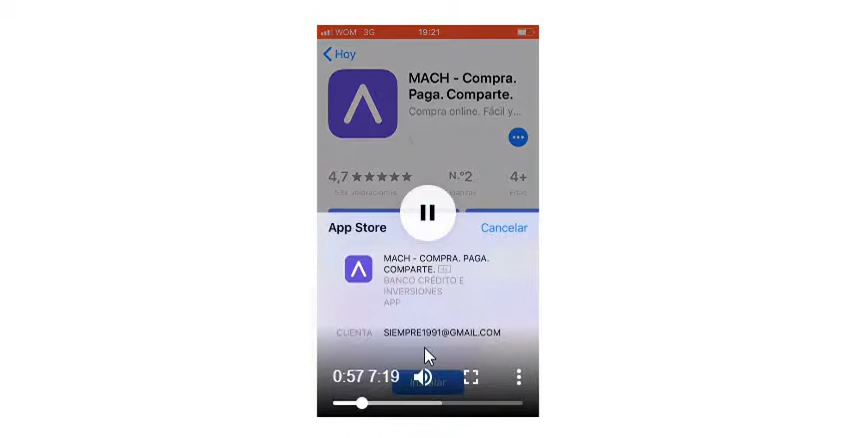 WOM 3G 19:21
Hoy
MACH - Compra.
Paga. Comparte.
Compra online. Fácil y...
4,7 ★★★★★ N.º2 4+
App Store Cancelar
MACH - COMPRA. PAGA.
COMPARTE.
BANCO CRÉDITO E
INVERSIONES
APP
CUENTA SIEMPRE1991@GMAIL.COM
0:57 7:19